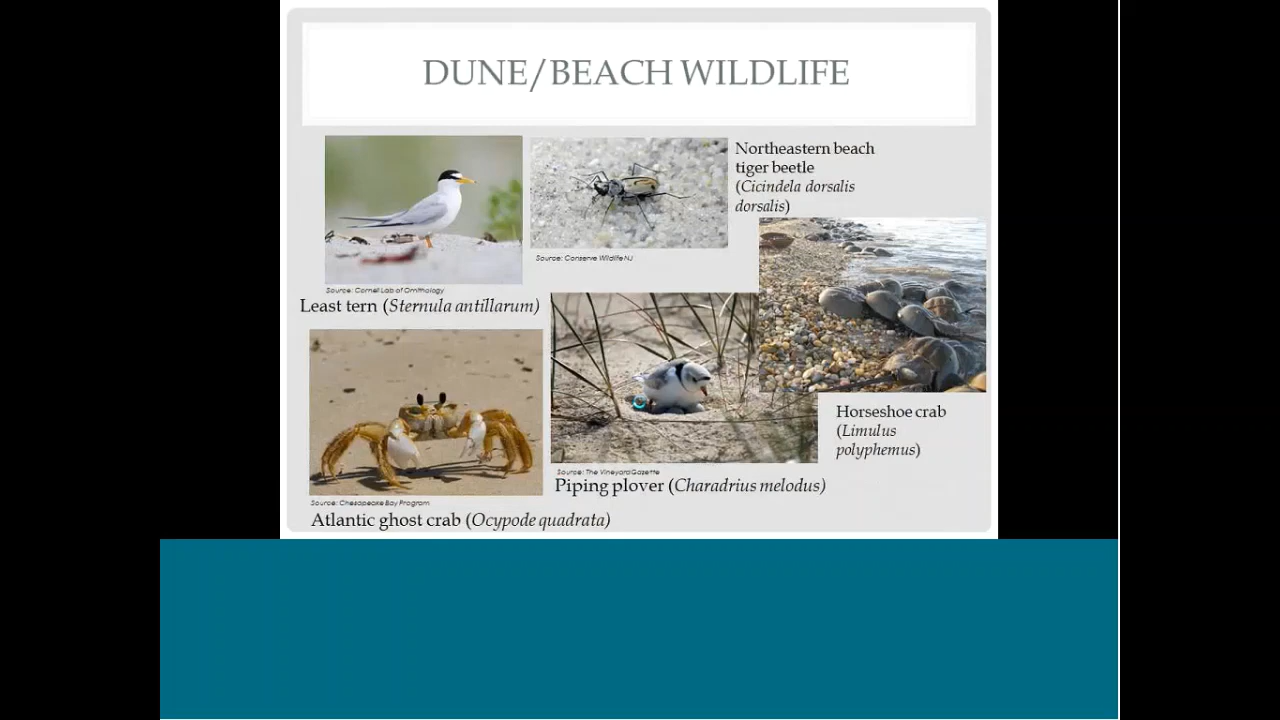 DUNE/BEACH WILDLIFE
Northeastern beach
tiger beetle
(Cicindela dorsalis
dorsalis)
Source: Conserve Wildlife NJ
Source: Cornell Lab of Ornithology
Least tern (Sternula antillarum)
Horseshoe crab
(Limulus
polyphemus)
Source: The Vineyard Gazette
Piping plover (Charadrius melodus)
Source: Chesapeake Bay Program
Atlantic ghost crab (Ocypode quadrata)